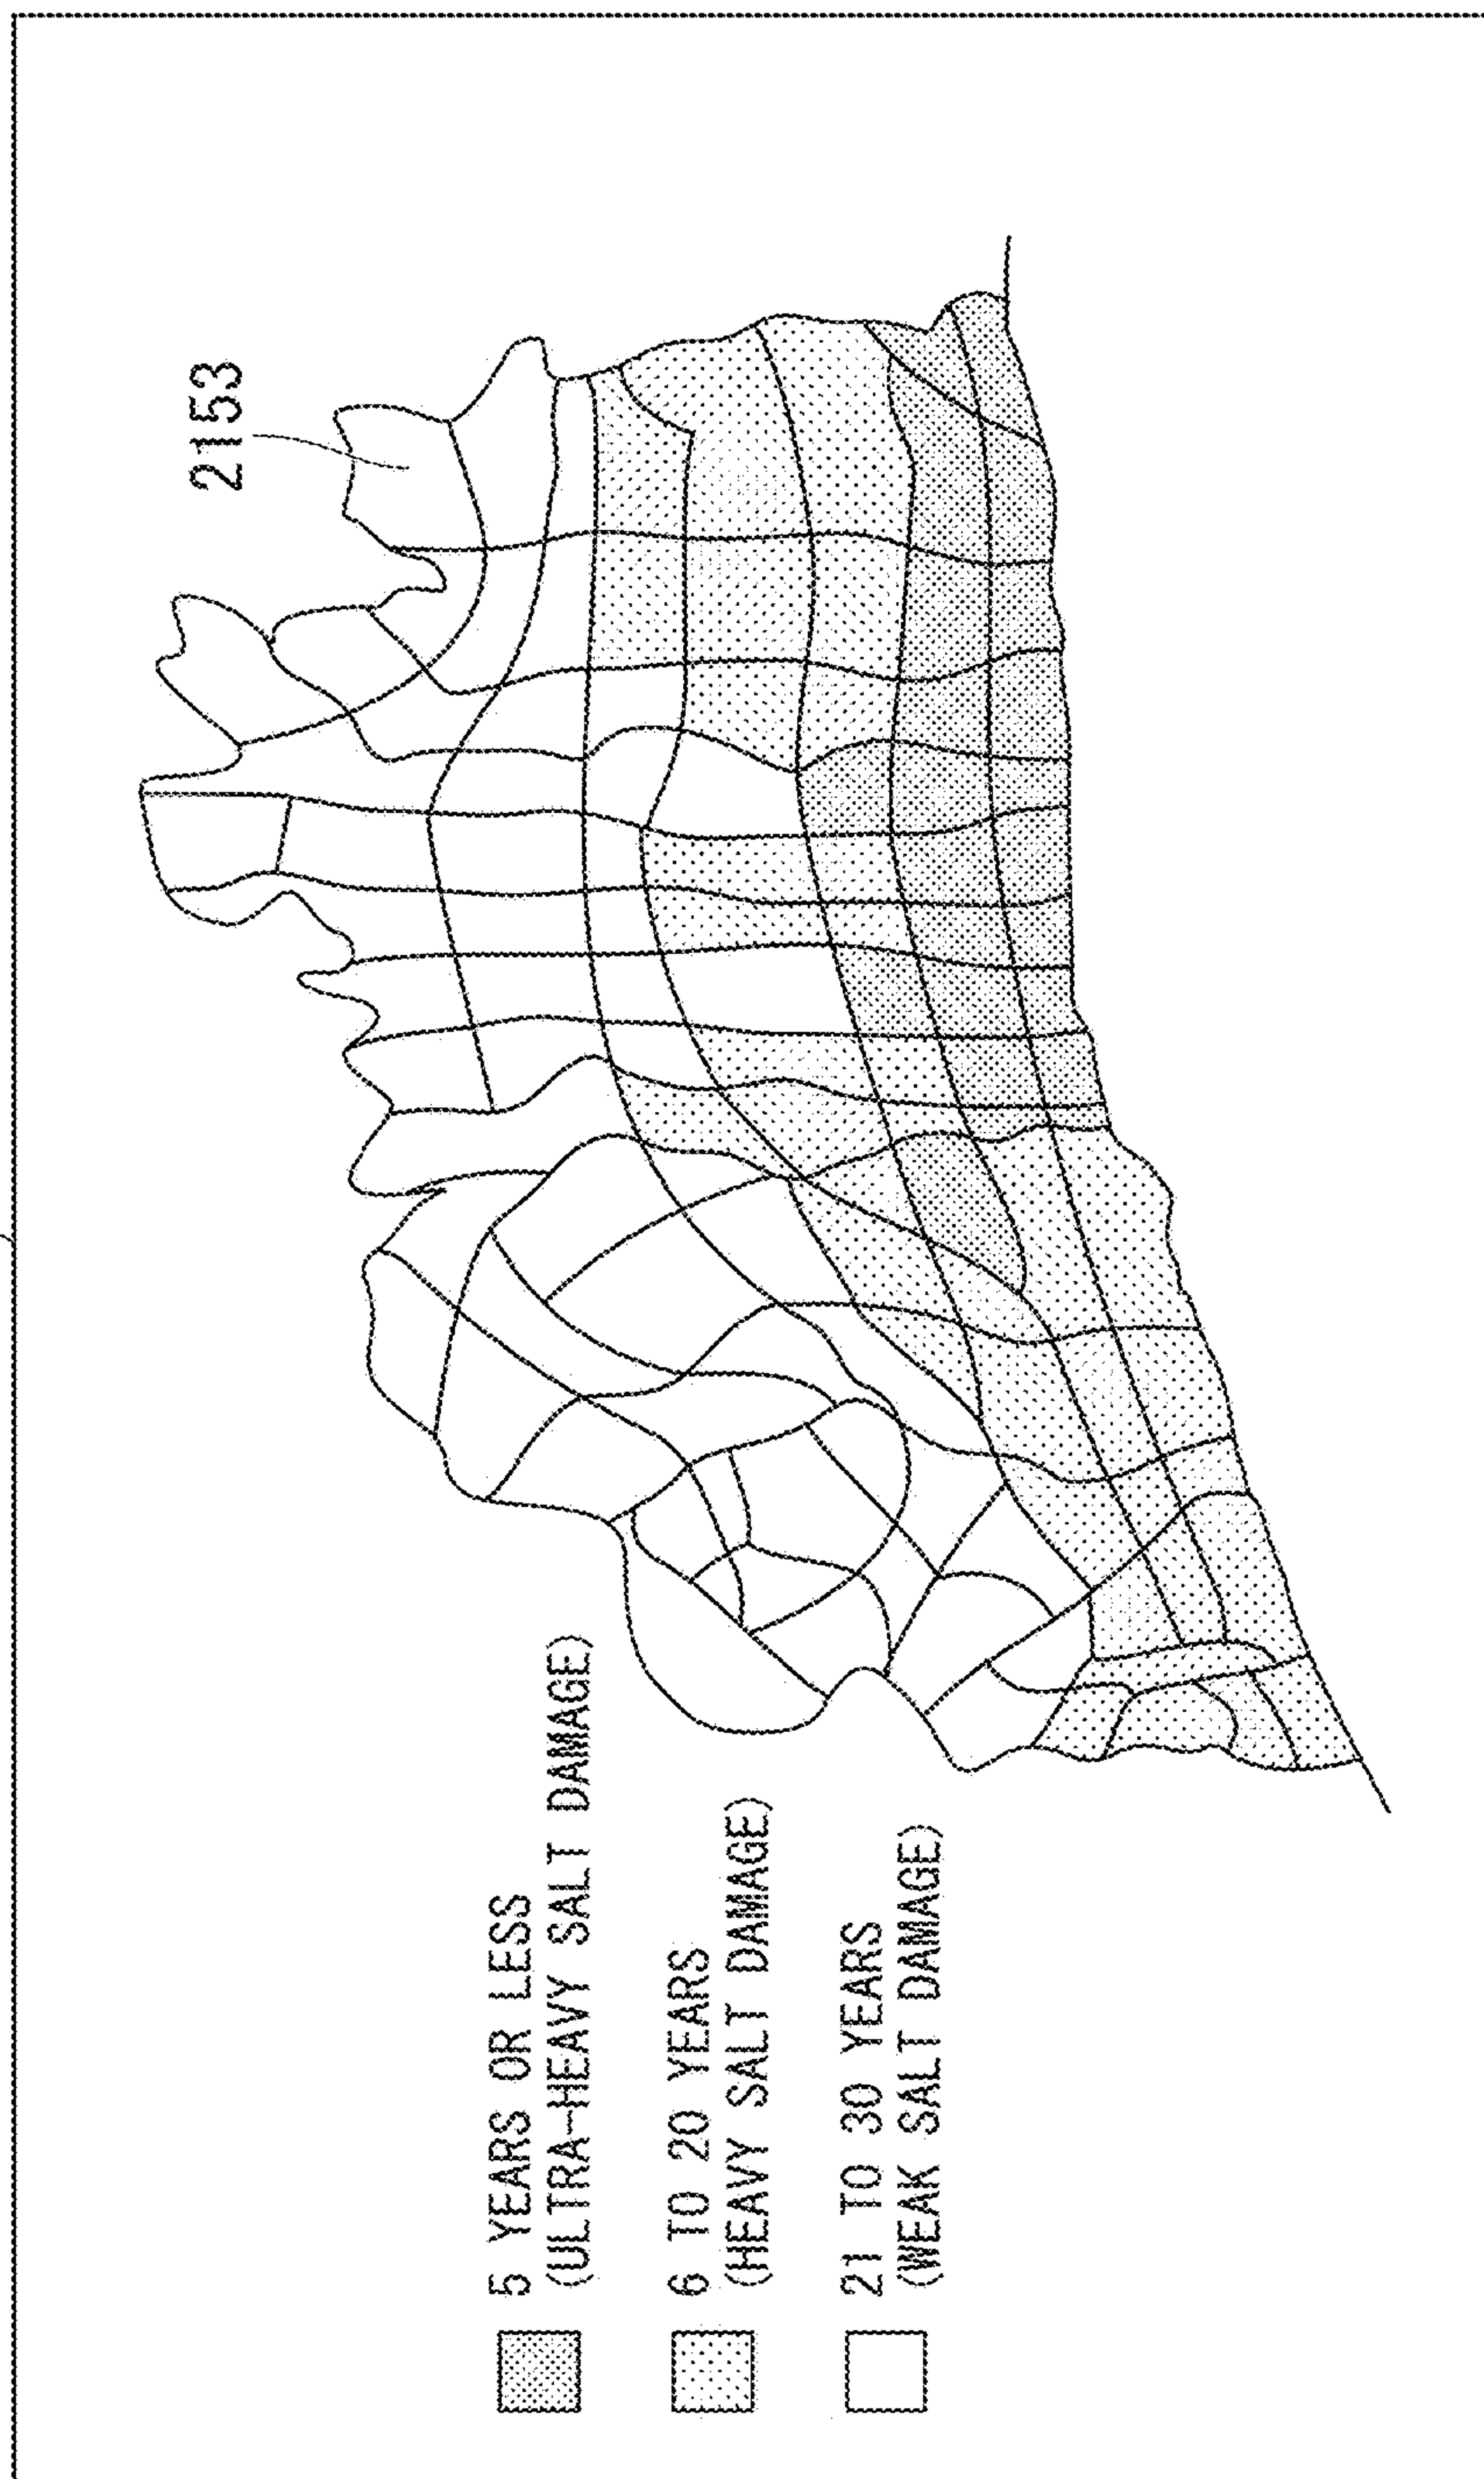 2153
5 YEARS OR LESS
(ULTRA-HEAVY SALT DAMAGE)
6 TO 20 YEARS
(HEAVY SALT DAMAGE)
21 TO 30 YEARS
(WEAK SALT DAMAGE)